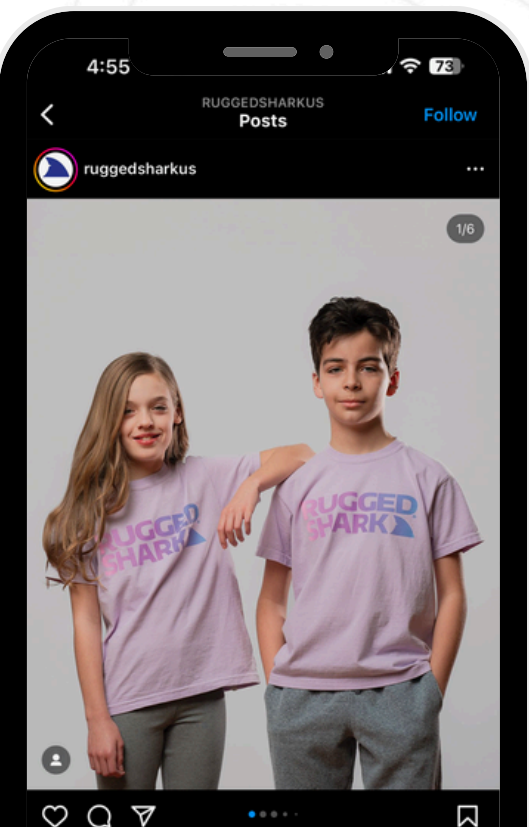 4:55
73
RUGGEDSHARKUS
Posts
Follow
ruggedsharkus
1/6
RUGGED
SHARK
RUGGED
SHARK